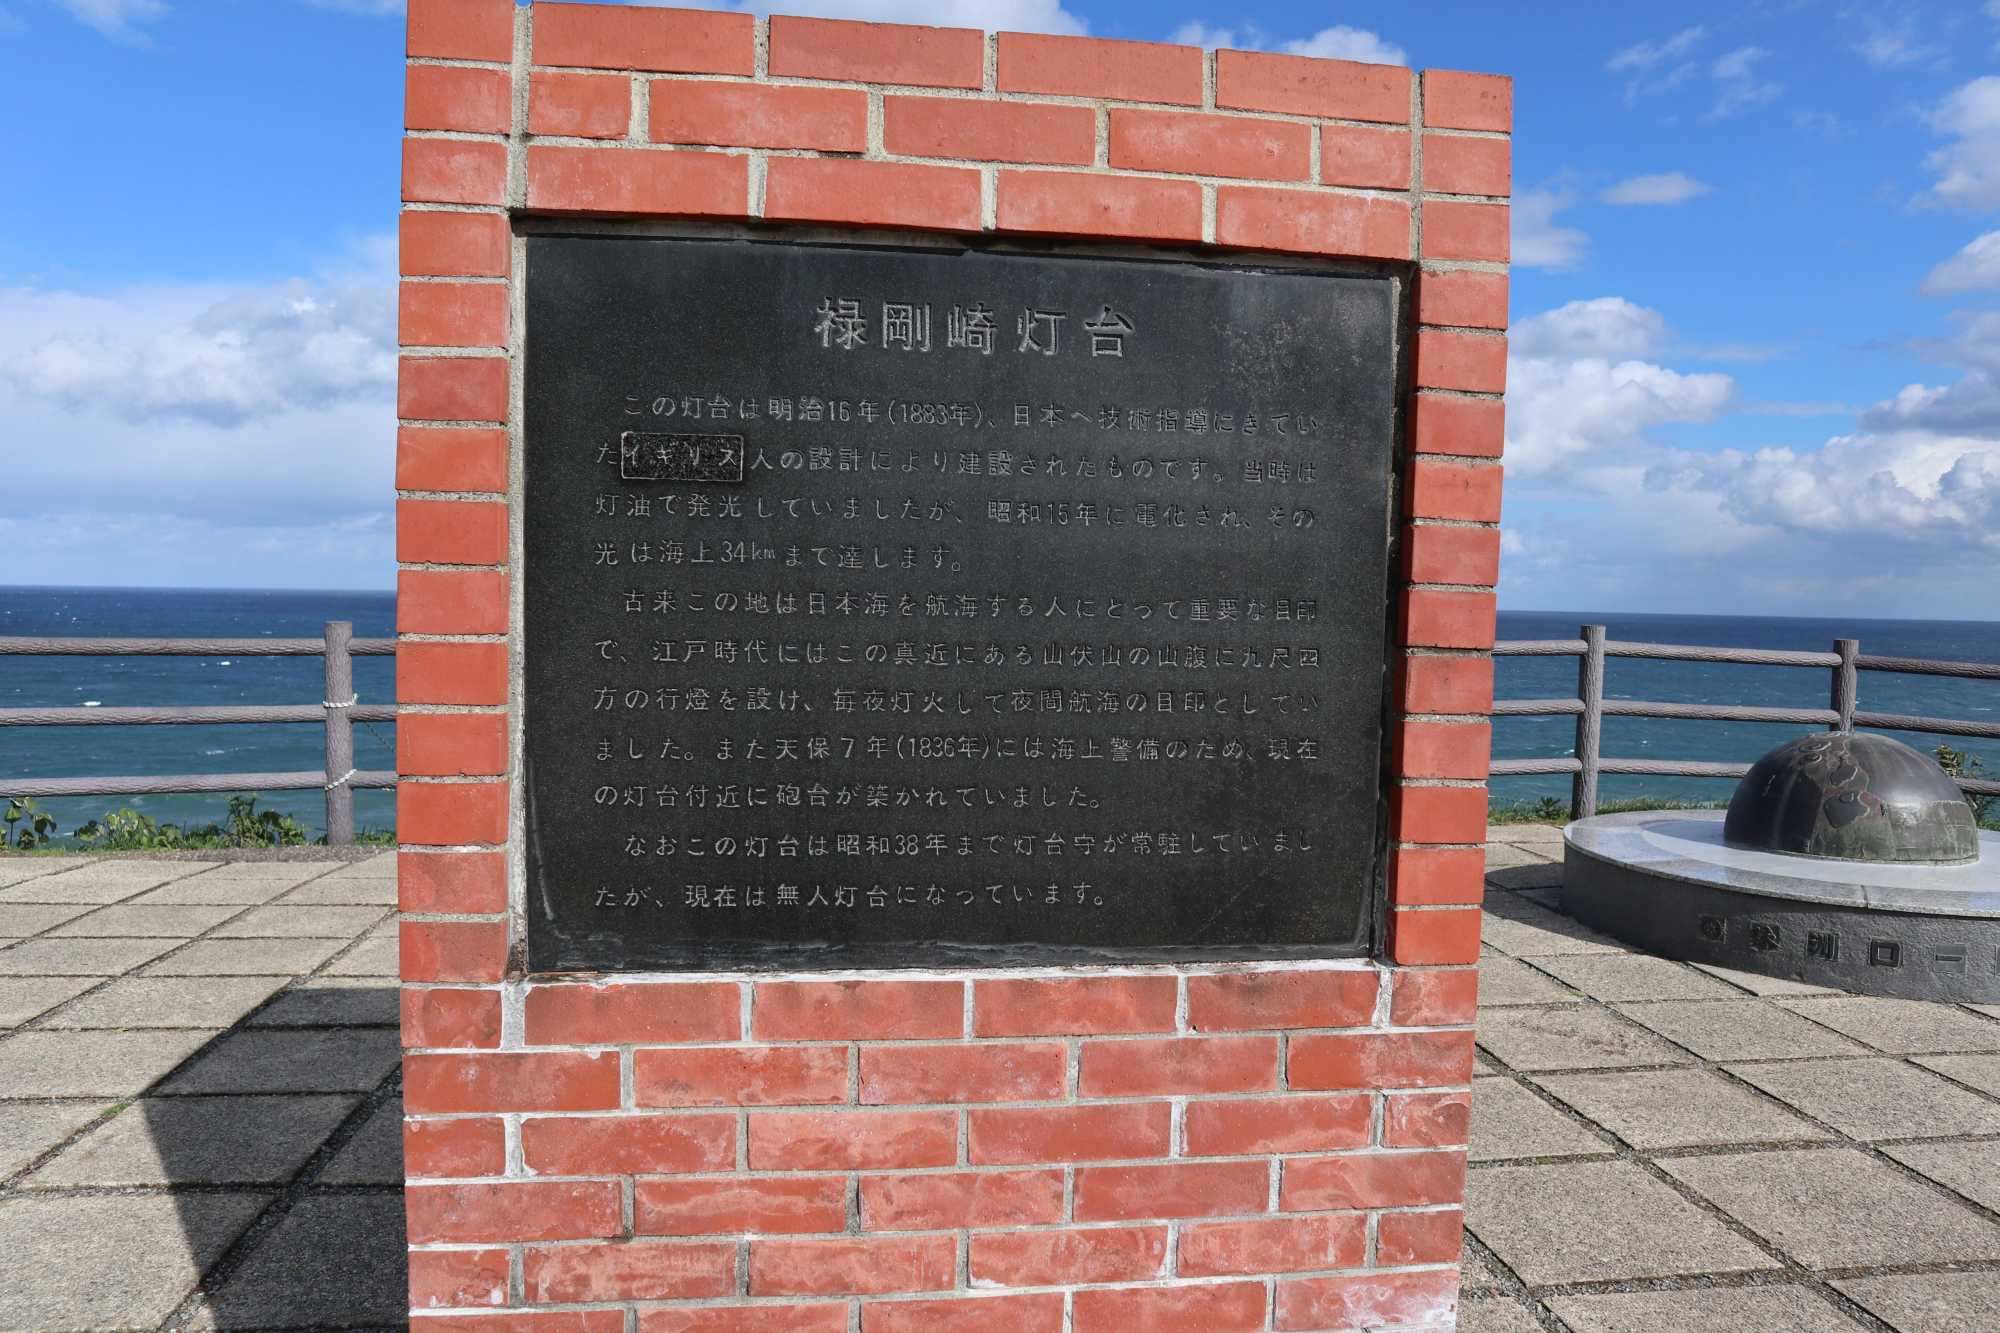 禄剛崎灯台
この灯台は明治16年(1883年)、日本へ技術指導にきてい
たイギリス人の設計により建設されたものです。当時は
灯油で発光していましたが、昭和15年に電化され、その
光は海上34kmまで達します。
古来この地は日本海を航海する人にとって重要な目印
で、江戸時代にはこの真近にある山伏山の山腹に九尺四
方の行燈を設け、毎夜灯火して夜間航海の目印としてい
ました。また天保7年(1836年)には海上警備のため、現在
の灯台付近に砲台が築かれていました。
なおこの灯台は昭和38年まで灯台守が常駐していまし
たが、現在は無人灯台になっています。